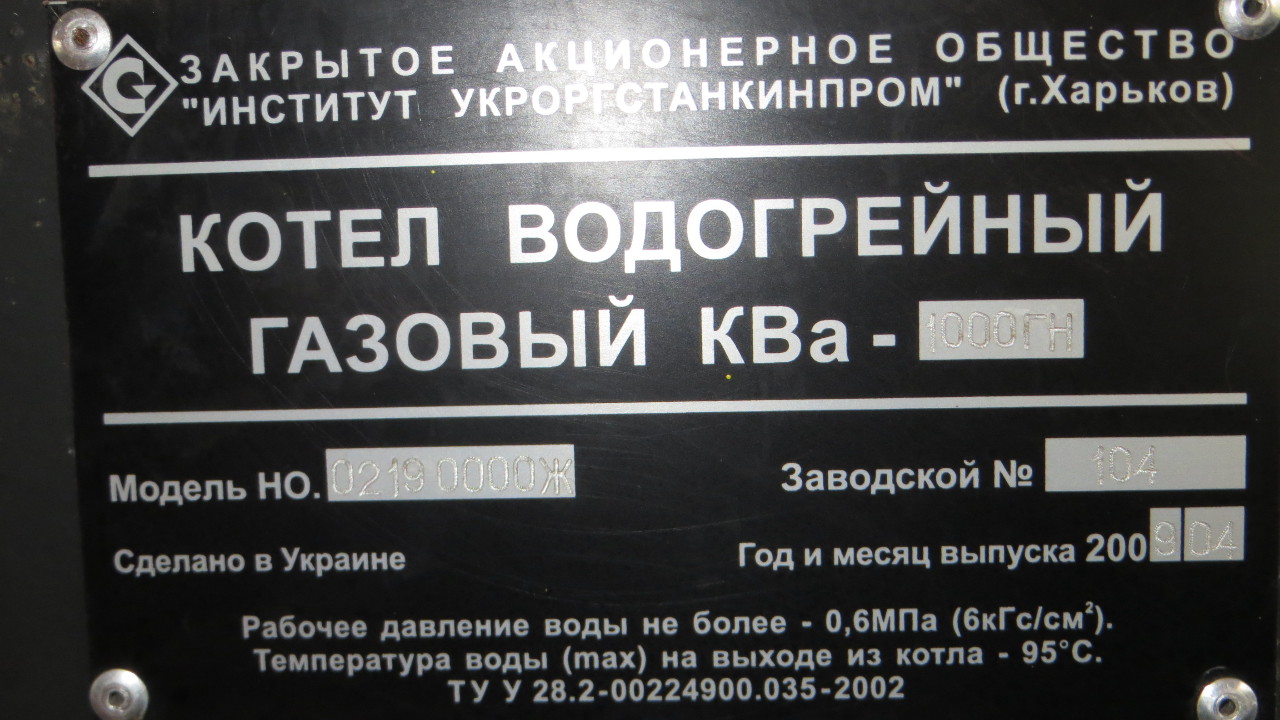 ЗАКРЫТОЕ АКЦИОНЕРНОЕ ОБЩЕСТВО
"ИНСТИТУТ УКРОРГСТАНКИНПРОМ" (г.Харьков)
КОТЕЛ ВОДОГРЕЙНЫЙ
ГАЗОВЫЙ КВа - 1000ГН
Модель НО. 02190000Ж Заводской № 104
Сделано в Украине Год и месяц выпуска 2009 04
Рабочее давление воды не более - 0,6МПа (6кГс/см²).
Температура воды (max) на выходе из котла - 95°С.
ТУ У 28.2-00224900.035-2002